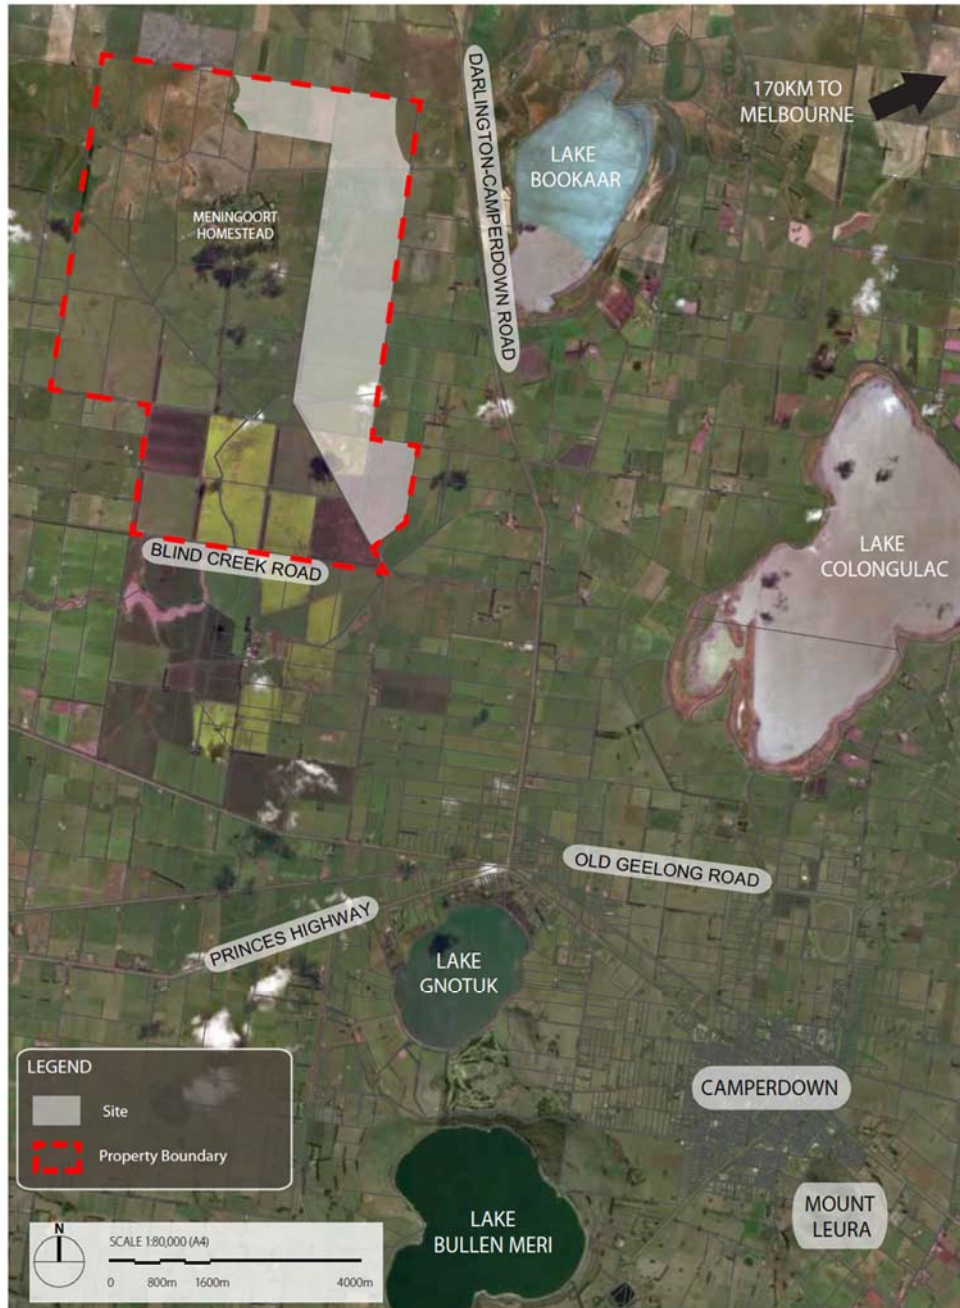 170KM TO
MELBOURNE
DARLINGTON-CAMPERDOWN ROAD
LAKE
BOOKAAR
MENINGOORT
HOMESTEAD
LAKE
COLONGULAC
BLIND CREEK ROAD
OLD GEELONG ROAD
PRINCES HIGHWAY
LAKE
GNOTUK
LEGEND
Site
Property Boundary
CAMPERDOWN
MOUNT
LEURA
LAKE
BULLEN MERI
N
SCALE 1:80,000 (A4)
0 800m 1600m 4000m